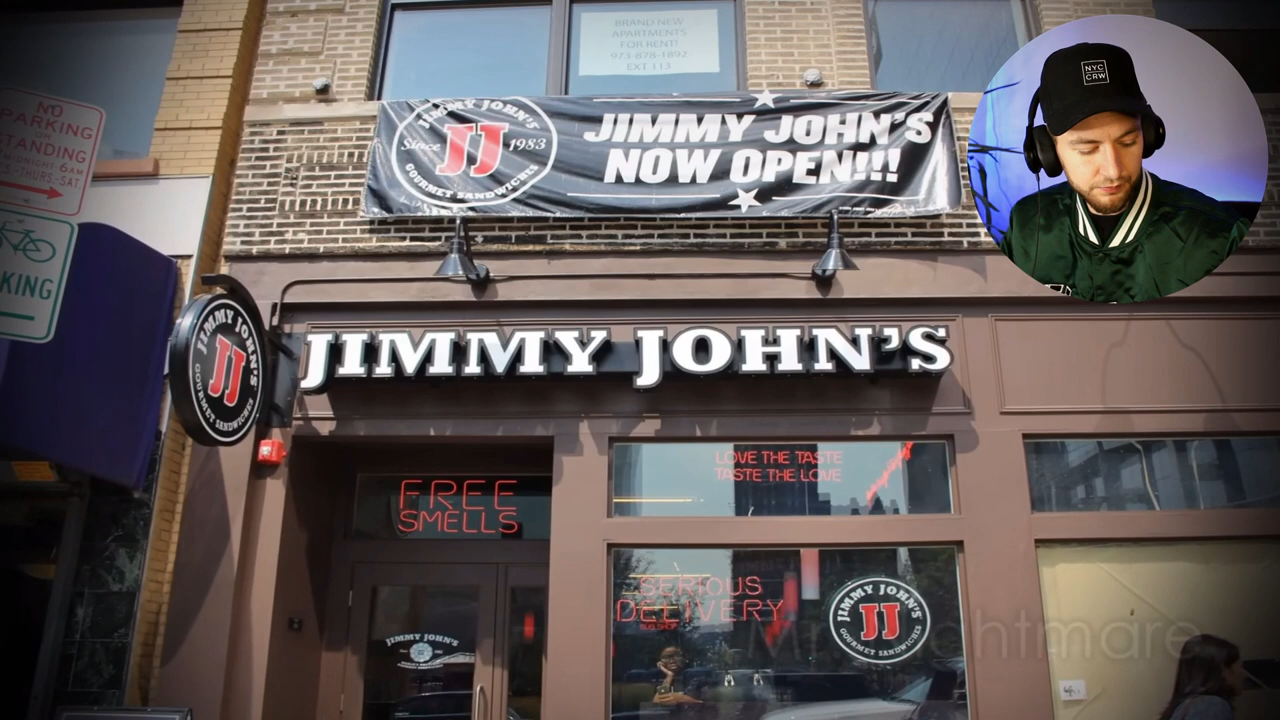 BRAND NEW
APARTMENTS
FOR RENT!
973-878-1892
EXT 113
NYC
CRW
NO
PARKING
OR
STANDING
MIDNIGHT-6AM
S-THURS-SAT.
KING
JIMMY JOHN'S
Since JJ 1983
GOURMET SANDWICHES
JIMMY JOHN'S
NOW OPEN!!!
JIMMY JOHN'S
JJ
GOURMET SANDWICHES
JIMMY JOHN'S
FREE
SMELLS
LOVE THE TASTE
TASTE THE LOVE
SERIOUS
DELIVERY
JIMMY JOHN'S
JJ
GOURMET SANDWICHES
JIMMY JOHN'S